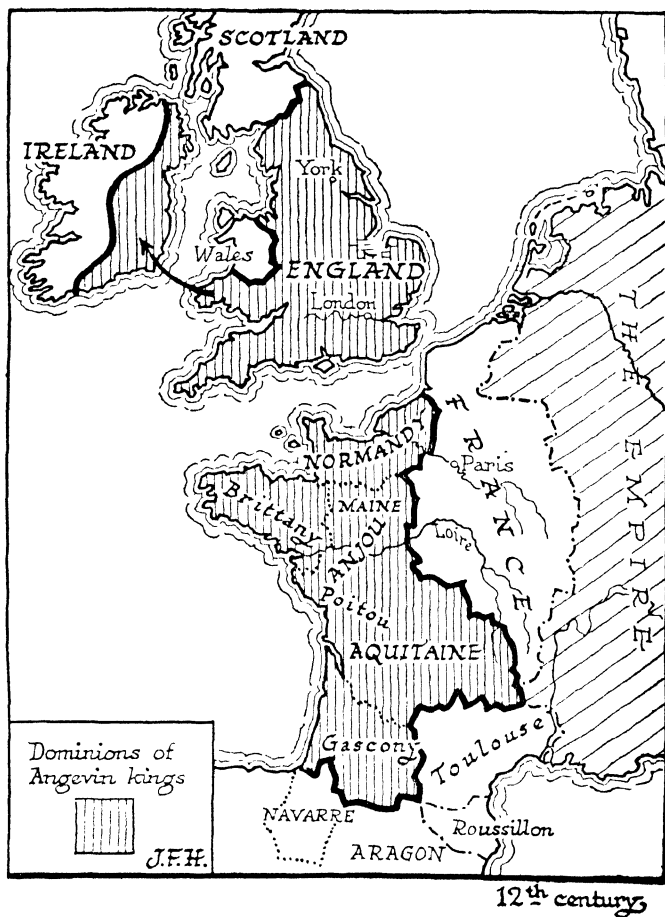 SCOTLAND
IRELAND
York
Wales
ENGLAND
London
THE EMPIRE
FRANCE
NORMANDY
Paris
Brittany
MAINE
ANJOU
Loire
Poitou
AQUITAINE
Gascony
Toulouse
Dominions of
Angevin kings
J.F.H.
NAVARRE
Roussillon
ARAGON
12th century